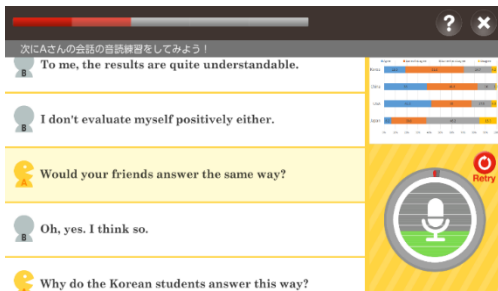 ?
×
次にAさんの会話の音読練習をしてみよう！
B
To me, the results are quite understandable.
B
I don't evaluate myself positively either.
A
Would your friends answer the same way?
B
Oh, yes. I think so.
Why do the Korean students answer this way?
Retry